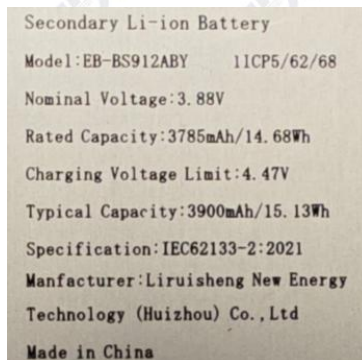 Secondary Li-ion Battery
Model:EB-BS912ABY 1ICP5/62/68
Nominal Voltage:3.88V
Rated Capacity:3785mAh/14.68Wh
Charging Voltage Limit:4.47V
Typical Capacity:3900mAh/15.13Wh
Specification:IEC62133-2:2021
Manfacturer:Liruisheng New Energy
Technology (Huizhou) Co.,Ltd
Made in China